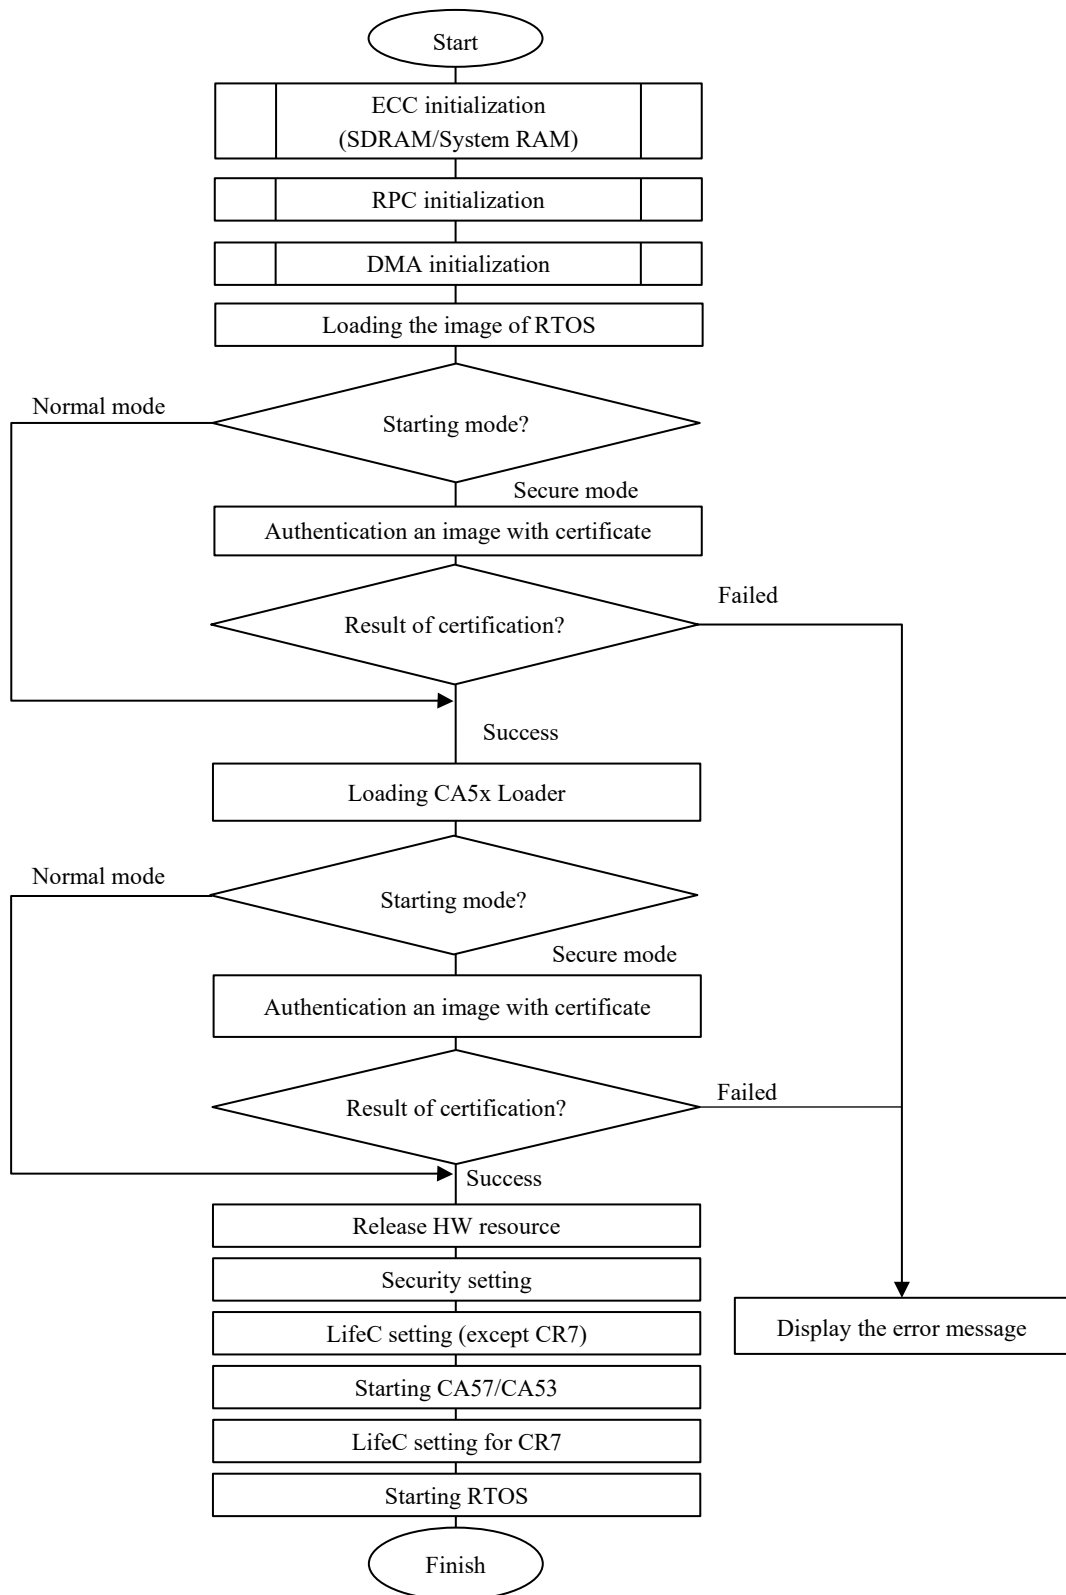 Start
ECC initialization
(SDRAM/System RAM)
RPC initialization
DMA initialization
Loading the image of RTOS
Normal mode
Starting mode?
Secure mode
Authentication an image with certificate
Failed
Result of certification?
Success
Loading CA5x Loader
Normal mode
Starting mode?
Secure mode
Authentication an image with certificate
Failed
Result of certification?
Success
Release HW resource
Security setting
LifeC setting (except CR7)
Display the error message
Starting CA57/CA53
LifeC setting for CR7
Starting RTOS
Finish